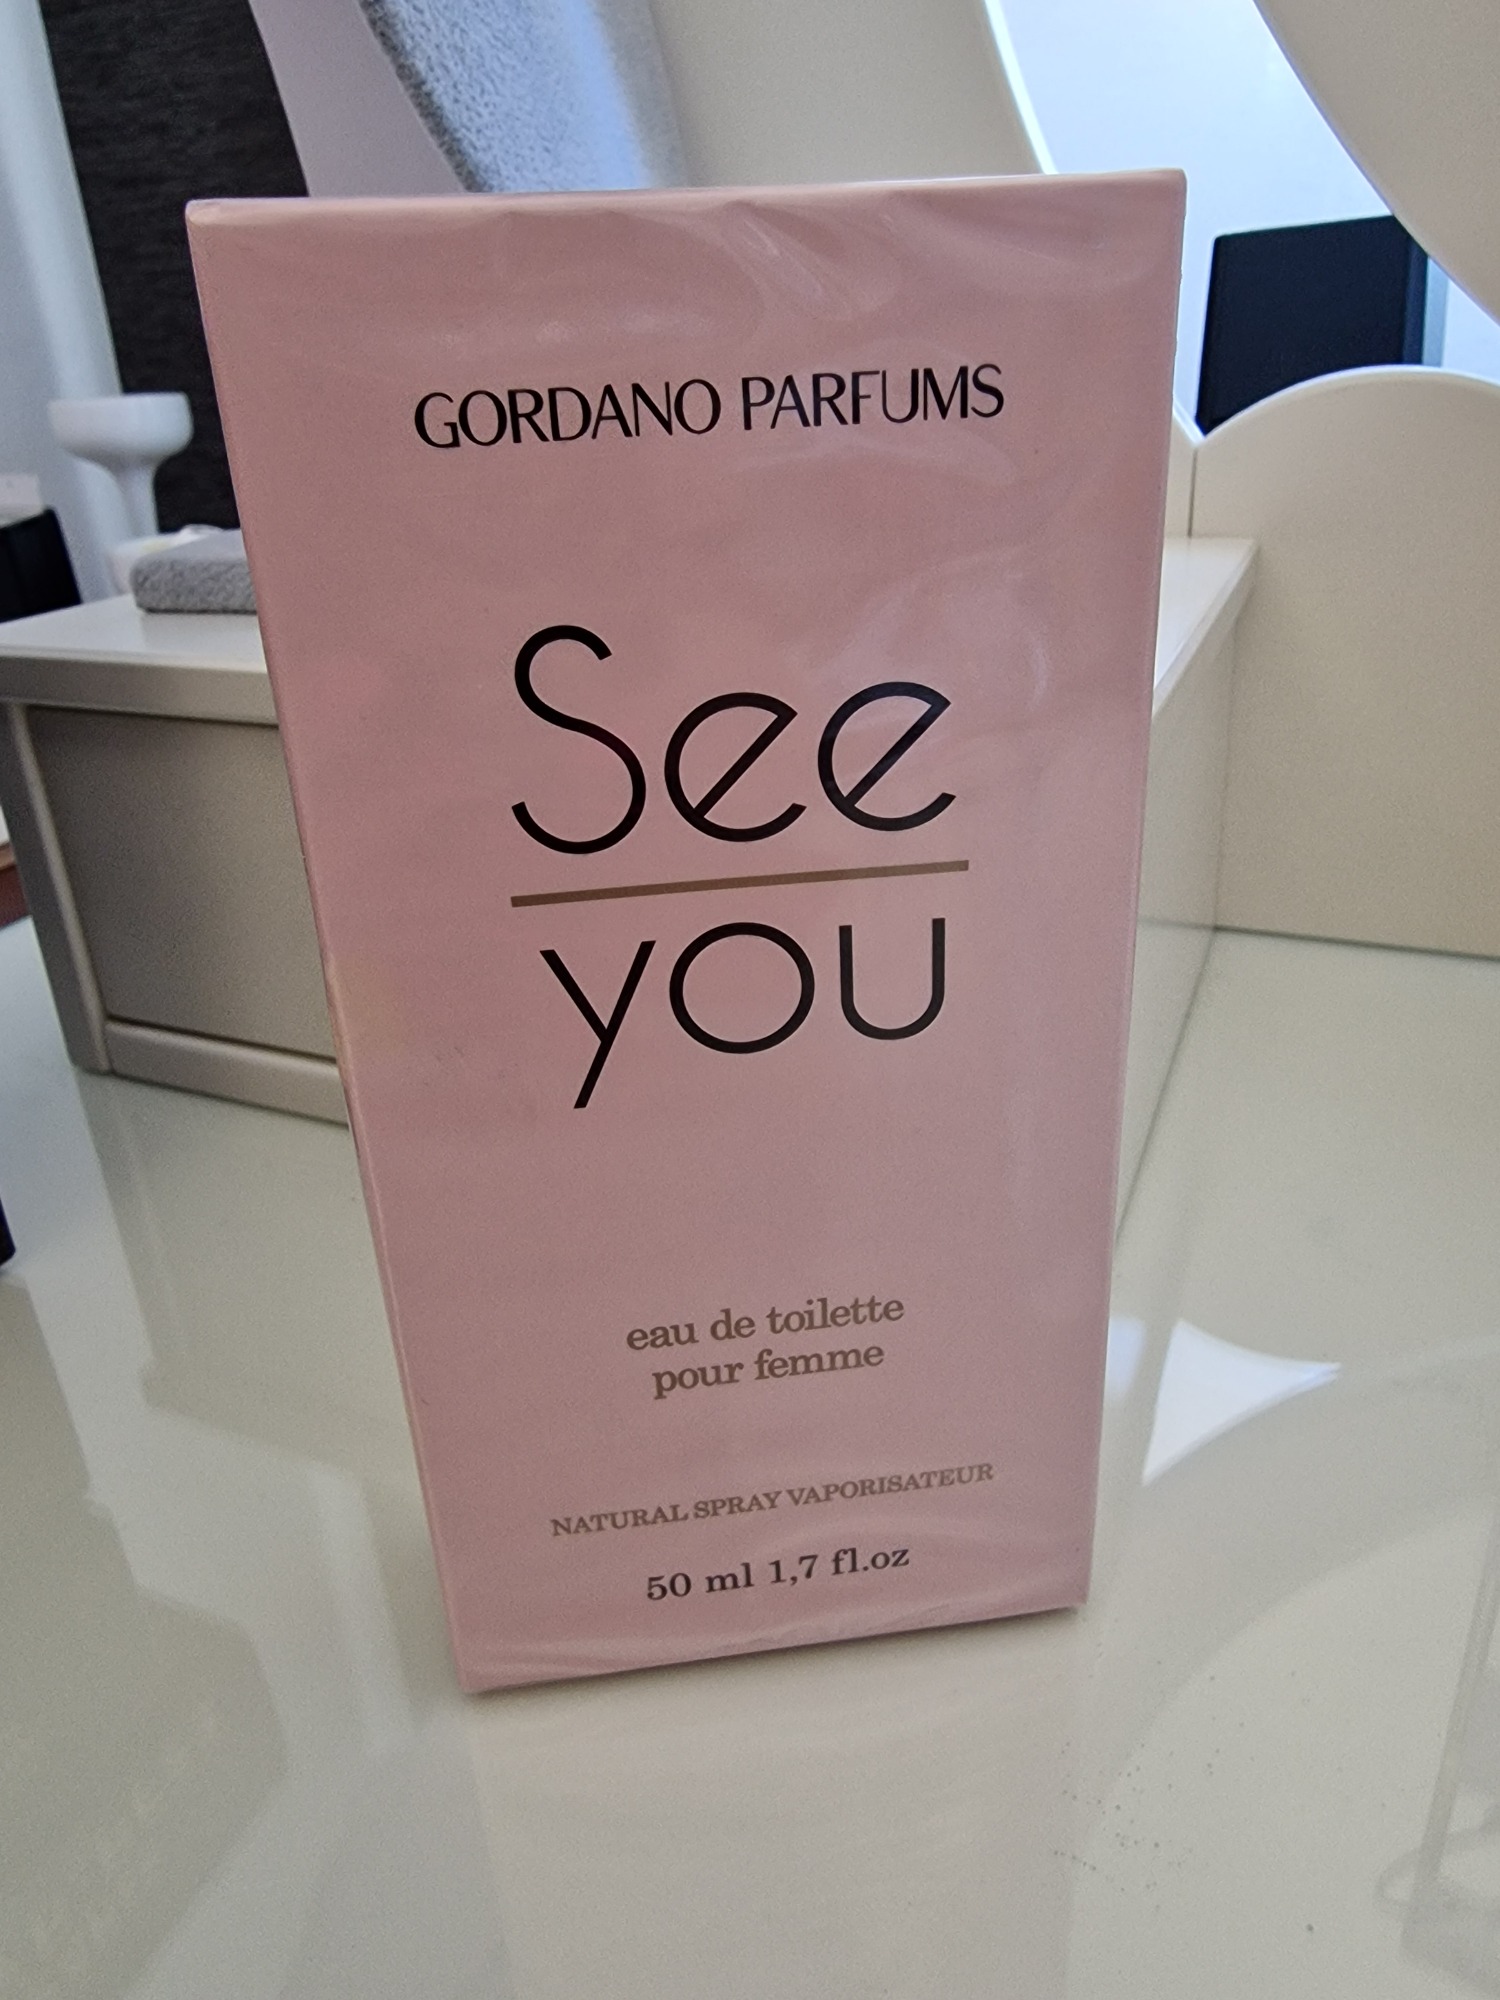 GORDANO PARFUMS
See
you
eau de toilette
pour femme
NATURAL SPRAY VAPORISATEUR
50 ml 1,7 fl.oz